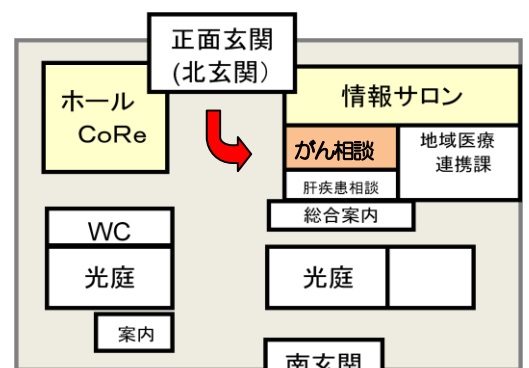 正面玄関
(北玄関）
ホール
CoRe
情報サロン
がん相談
地域医療
連携課
肝疾患相談
総合案内
WC
光庭
光庭
案内
南玄関